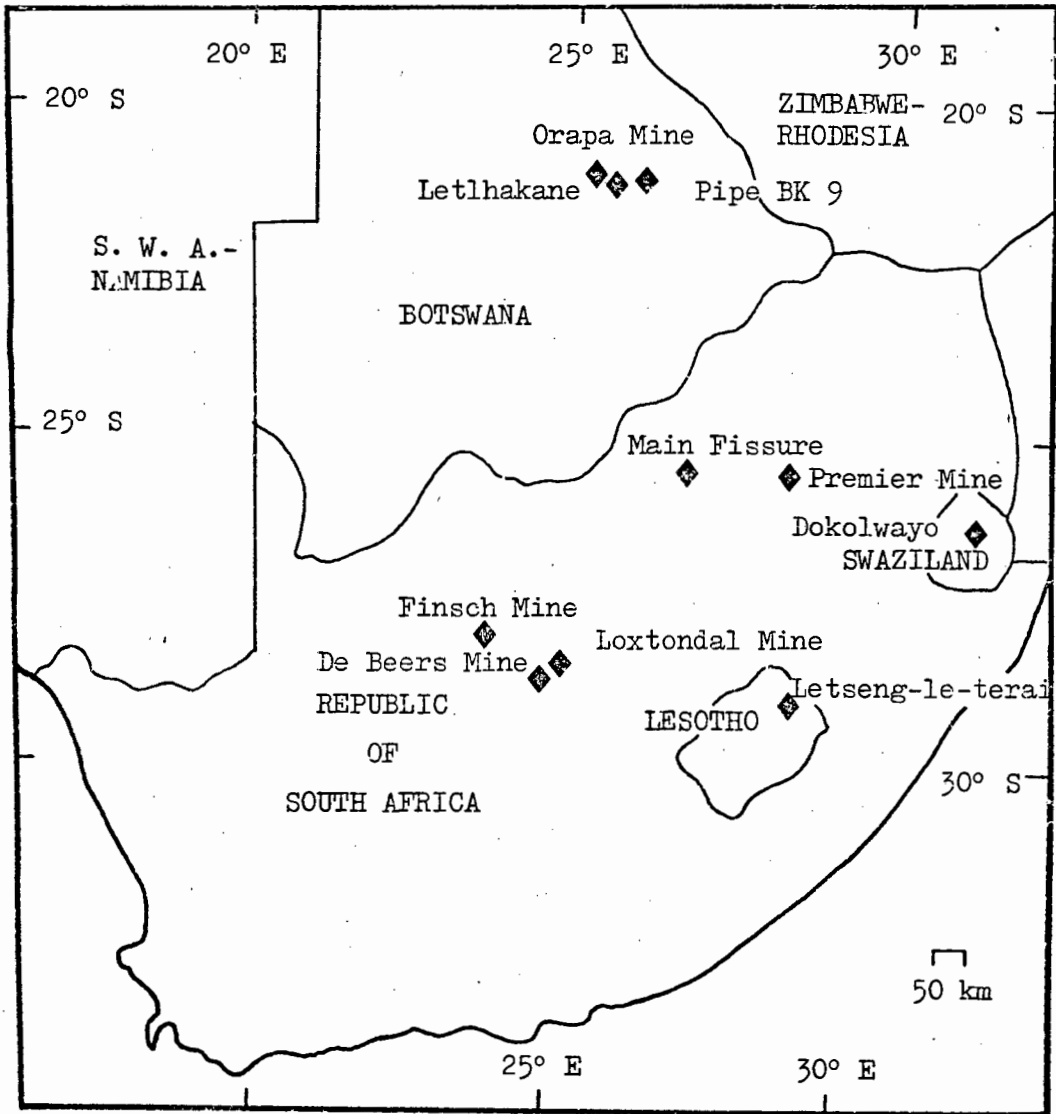 20° E
25° E
30° E
20° S
ZIMBABWE-
RHODESIA
20° S
Orapa Mine
Letlhakane
Pipe BK 9
S. W. A.-
NAMIBIA
BOTSWANA
25° S
Main Fissure
Premier Mine
Dokolwayo
SWAZILAND
Finsch Mine
Loxtondal Mine
De Beers Mine
REPUBLIC
OF
SOUTH AFRICA
Letseng-le-terai
LESOTHO
30° S
50 km
25° E
30° E